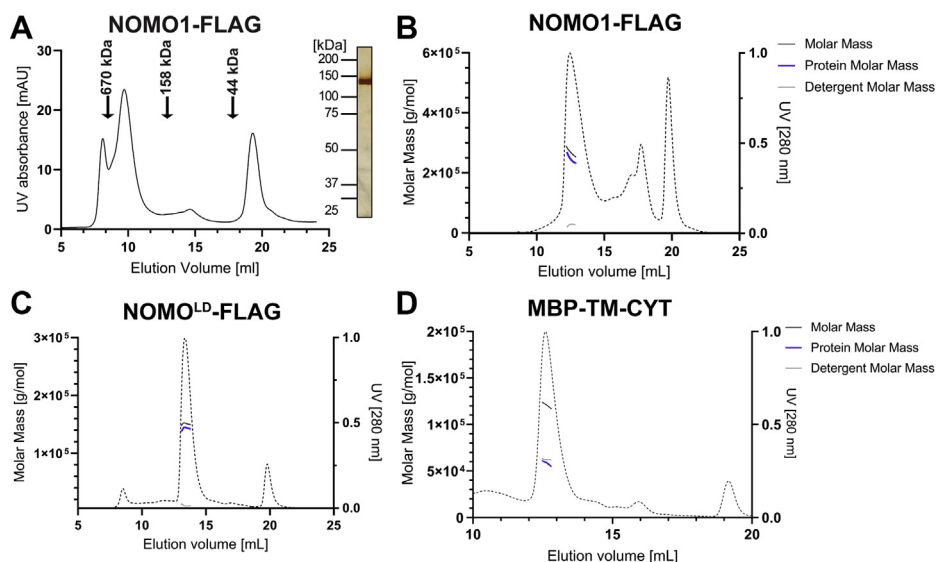 A
NOMO1-FLAG
UV absorbance [mAU]
30
20
10
0
5
10
15
20
25
Elution Volume [ml]
670 kDa
158 kDa
44 kDa
[kDa]
200
150
100
75
50
37
25
B
NOMO1-FLAG
Molar Mass [g/mol]
6×10⁵
4×10⁵
2×10⁵
0
5
10
15
20
25
Elution volume [mL]
1.0
0.5
0.0
UV [280 nm]
Molar Mass
Protein Molar Mass
Detergent Molar Mass
C
NOMOᴸᴰ-FLAG
Molar Mass [g/mol]
3×10⁵
2×10⁵
1×10⁵
5
10
15
20
25
Elution volume [mL]
1.0
0.5
0.0
UV [280 nm]
D
MBP-TM-CYT
Molar Mass [g/mol]
2×10⁵
1.5×10⁵
1×10⁵
5×10⁴
0
10
15
20
Elution volume [mL]
1.0
0.5
0.0
UV [280 nm]
Molar Mass
Protein Molar Mass
Detergent Molar Mass